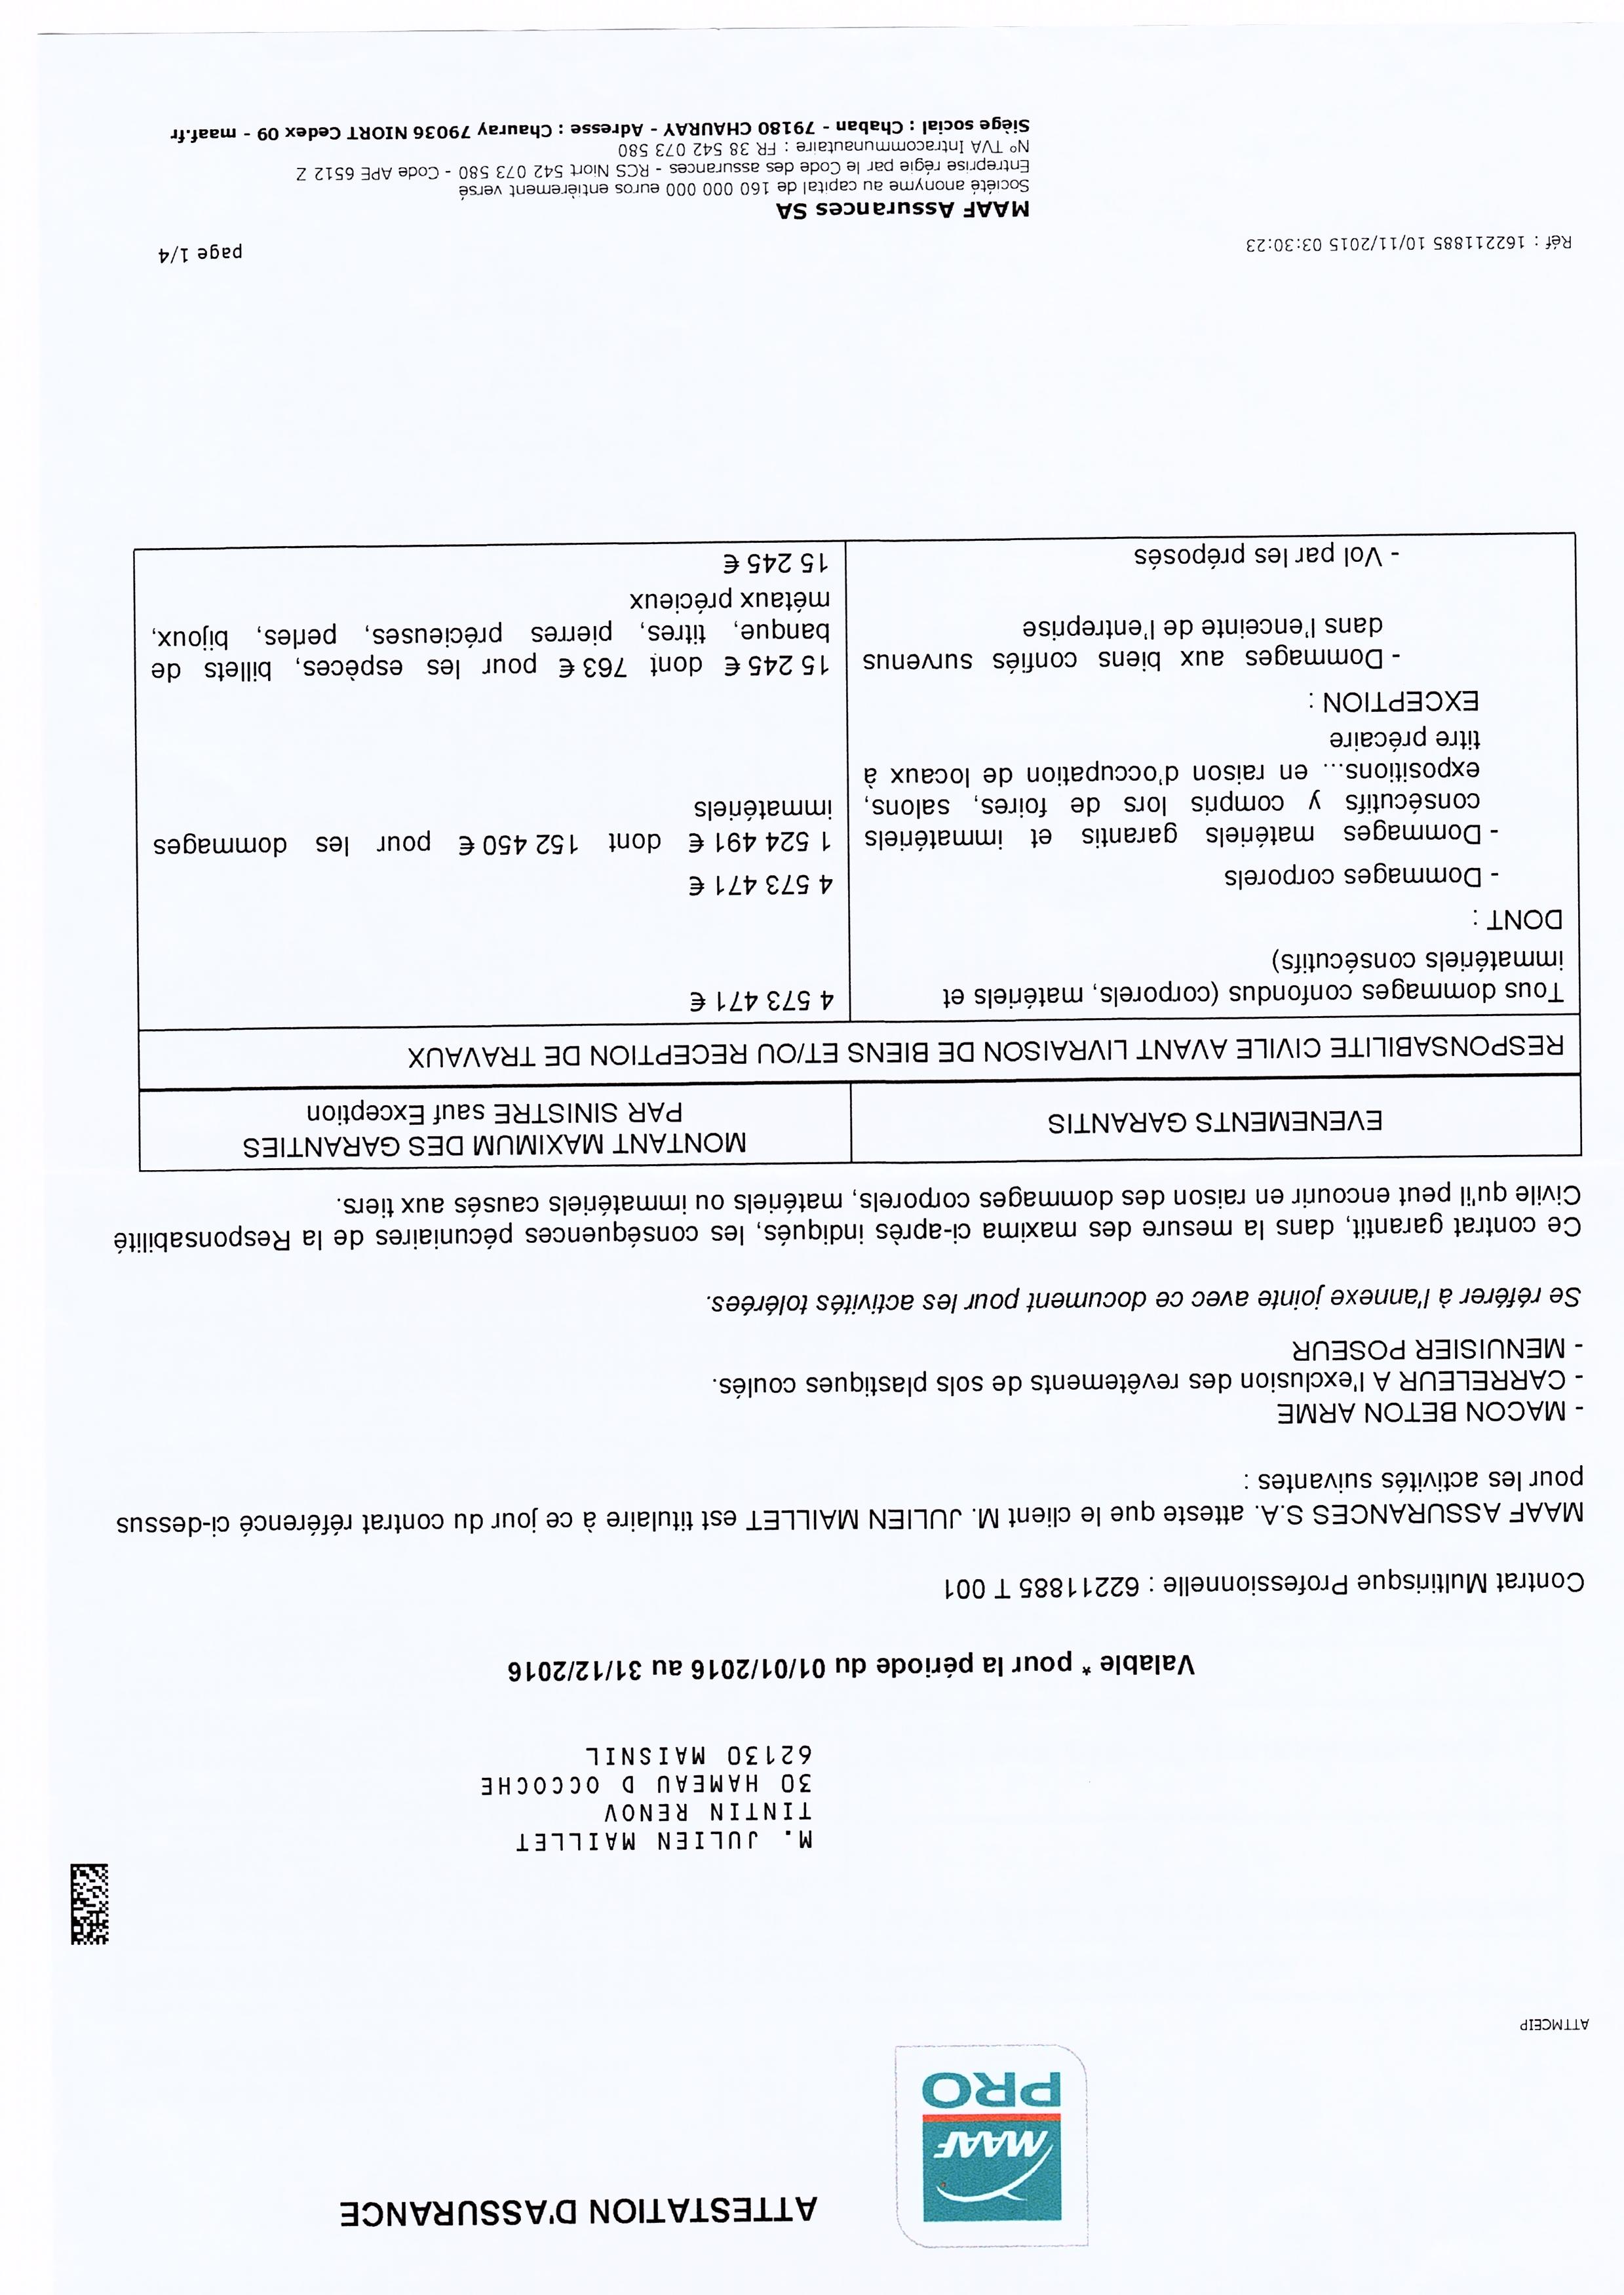 ATTESTATION D'ASSURANCE
MAAF
PRO
ATTMCEIP
M. JULIEN MAILLET
TINTIN RENOV
30 HAMEAU D OCCOCHE
62130 MAISNIL
Valable * pour la période du 01/01/2016 au 31/12/2016
Contrat Multirisque Professionnelle : 62211885 T 001
MAAF ASSURANCES S.A. atteste que le client M. JULIEN MAILLET est titulaire à ce jour du contrat référencé ci-dessus
pour les activités suivantes :
- MACON BETON ARME
- CARRELEUR A l'exclusion des revêtements de sols plastiques coulés.
- MENUISIER POSEUR
Se référer à l'annexe jointe avec ce document pour les activités tolérées.
Ce contrat garantit, dans la mesure des maxima ci-après indiqués, les conséquences pécuniaires de la Responsabilité
Civile qu'il peut encourir en raison des dommages corporels, matériels ou immatériels causés aux tiers.
EVENEMENTS GARANTIS
MONTANT MAXIMUM DES GARANTIES
PAR SINISTRE sauf Exception
RESPONSABILITE CIVILE AVANT LIVRAISON DE BIENS ET/OU RECEPTION DE TRAVAUX
Tous dommages confondus (corporels, matériels et
immatériels consécutifs)
4 573 471 €
DONT :
- Dommages corporels
4 573 471 €
- Dommages matériels garantis et immatériels
consécutifs y compris lors de foires, salons,
expositions... en raison d'occupation de locaux à
titre précaire
1 524 491 € dont 152 450 € pour les dommages
immatériels
EXCEPTION :
- Dommages aux biens confiés survenus
dans l'enceinte de l'entreprise
15 245 € dont 763 € pour les espèces, billets de
banque, titres, pierres précieuses, perles, bijoux,
métaux précieux
- Vol par les préposés
15 245 €
Réf : 162211885 10/11/2015 03:30:23
page 1/4
MAAF Assurances SA
Société anonyme au capital de 160 000 000 euros entièrement versé
Entreprise régie par le Code des assurances - RCS Niort 542 073 580 - Code APE 6512 Z
N° TVA Intracommunautaire : FR 38 542 073 580
Siège social : Chaban - 79180 CHAURAY - Adresse : Chauray 79036 NIORT Cedex 09 - maaf.fr